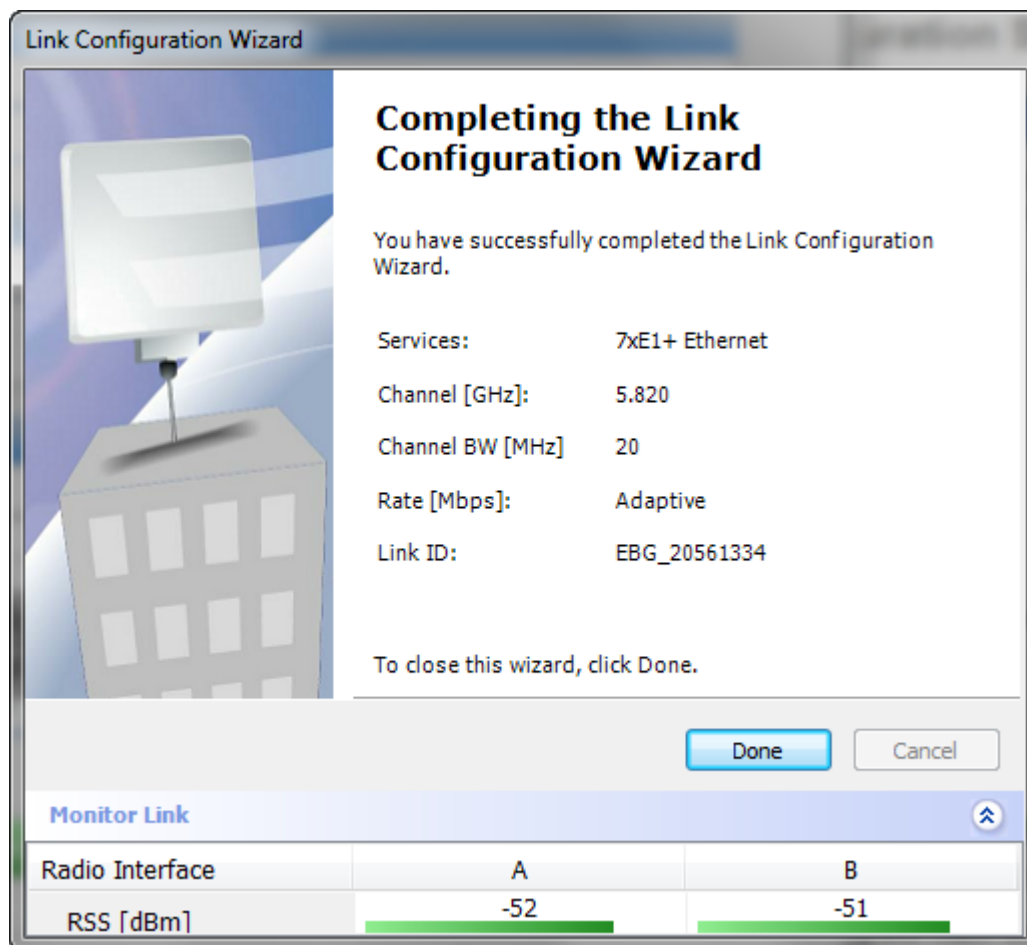 Link Configuration Wizard
Completing the Link
Configuration Wizard
You have successfully completed the Link Configuration
Wizard.
Services: 7xE1+ Ethernet
Channel [GHz]: 5.820
Channel BW [MHz] 20
Rate [Mbps]: Adaptive
Link ID: EBG_20561334
To close this wizard, click Done.
Done Cancel
Monitor Link
Radio Interface A B
RSS [dBm] -52 -51